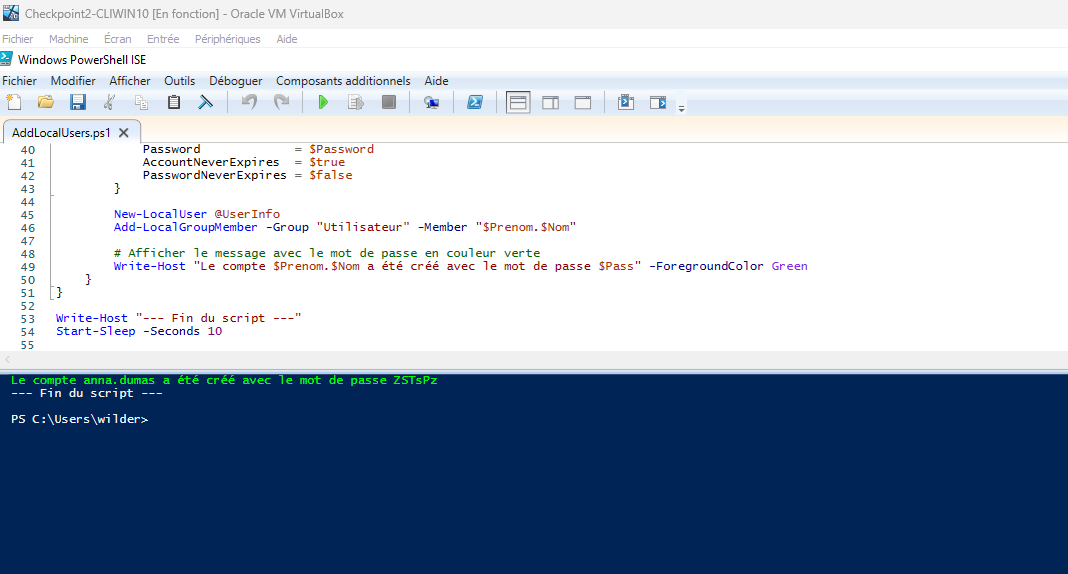 Checkpoint2-CLIWIN10 [En fonction] - Oracle VM VirtualBox
Fichier Machine Écran Entrée Périphériques Aide
Windows PowerShell ISE
Fichier Modifier Afficher Outils Déboguer Composants additionnels Aide
AddLocalUsers.ps1 X
40 Password = $Password
41 AccountNeverExpires = $true
42 PasswordNeverExpires = $false
43 }
44
45 New-LocalUser @UserInfo
46 Add-LocalGroupMember -Group "Utilisateur" -Member "$Prenom.$Nom"
47
48 # Afficher le message avec le mot de passe en couleur verte
49 Write-Host "Le compte $Prenom.$Nom a été créé avec le mot de passe $Pass" -ForegroundColor Green
50 }
51 }
52
53 Write-Host "--- Fin du script ---"
54 Start-Sleep -Seconds 10
55
Le compte anna.dumas a été créé avec le mot de passe ZSTsPz
--- Fin du script ---
PS C:\Users\wilder>